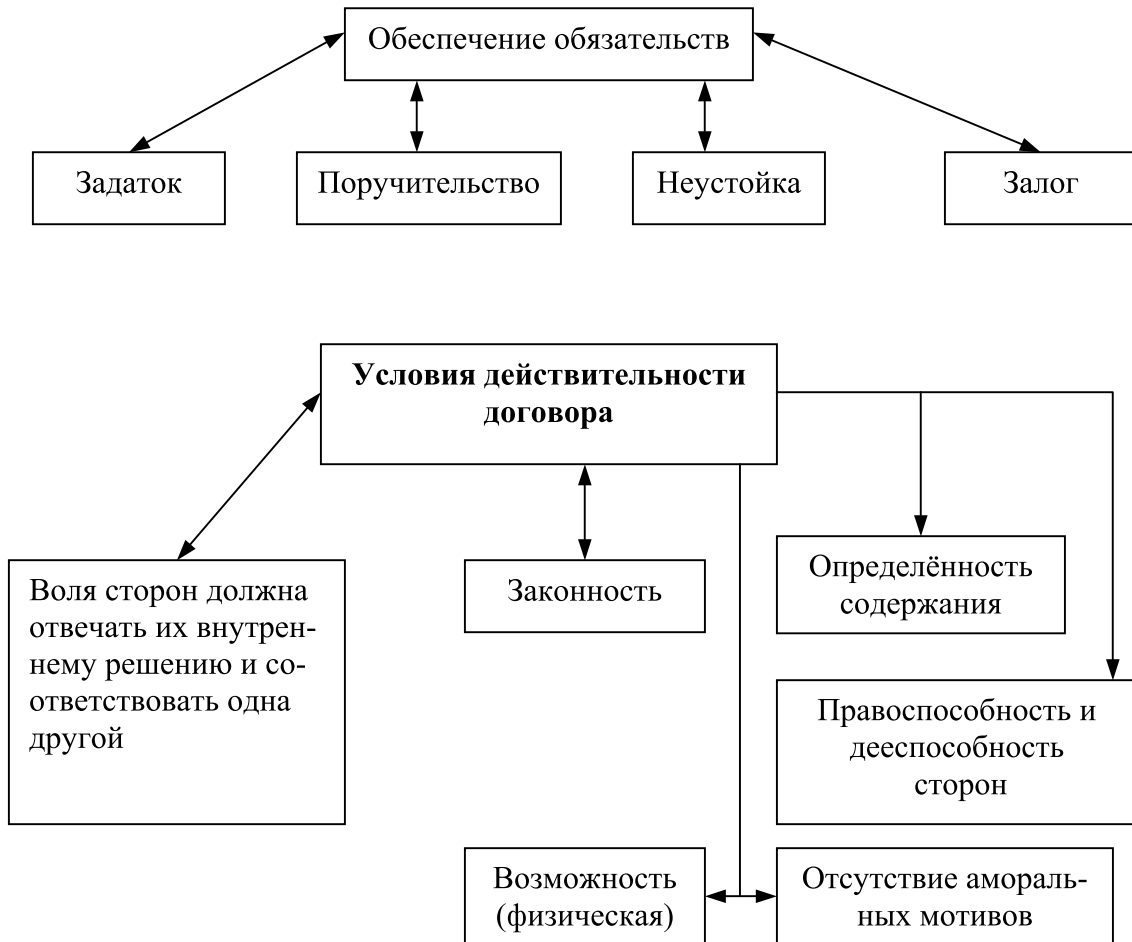 Обеспечение обязательств
Задаток
Поручительство
Неустойка
Залог
Условия действительности
договора
Воля сторон должна
отвечать их внутрен-
нему решению и со-
ответствовать одна
другой
Законность
Определённость
содержания
Правоспособность и
дееспособность
сторон
Возможность
(физическая)
Отсутствие амораль-
ных мотивов